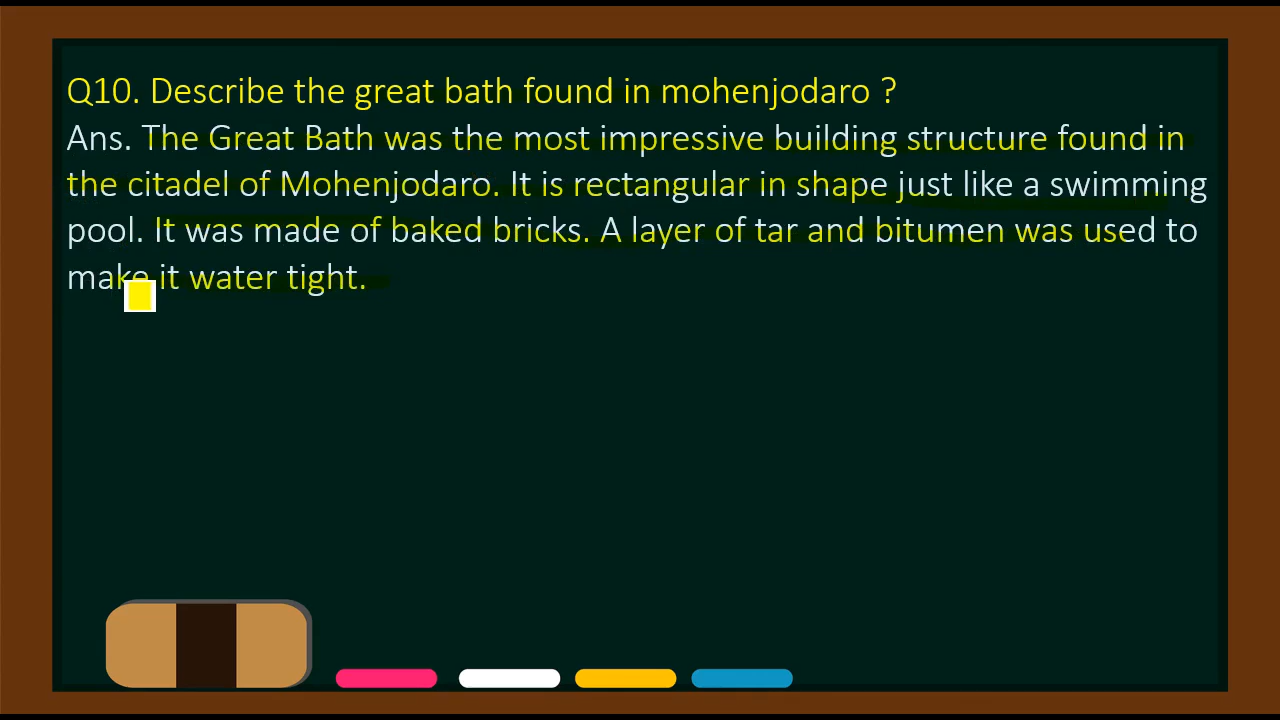 Q10. Describe the great bath found in mohenjodaro ?
Ans. The Great Bath was the most impressive building structure found in
the citadel of Mohenjodaro. It is rectangular in shape just like a swimming
pool. It was made of baked bricks. A layer of tar and bitumen was used to
make it water tight.